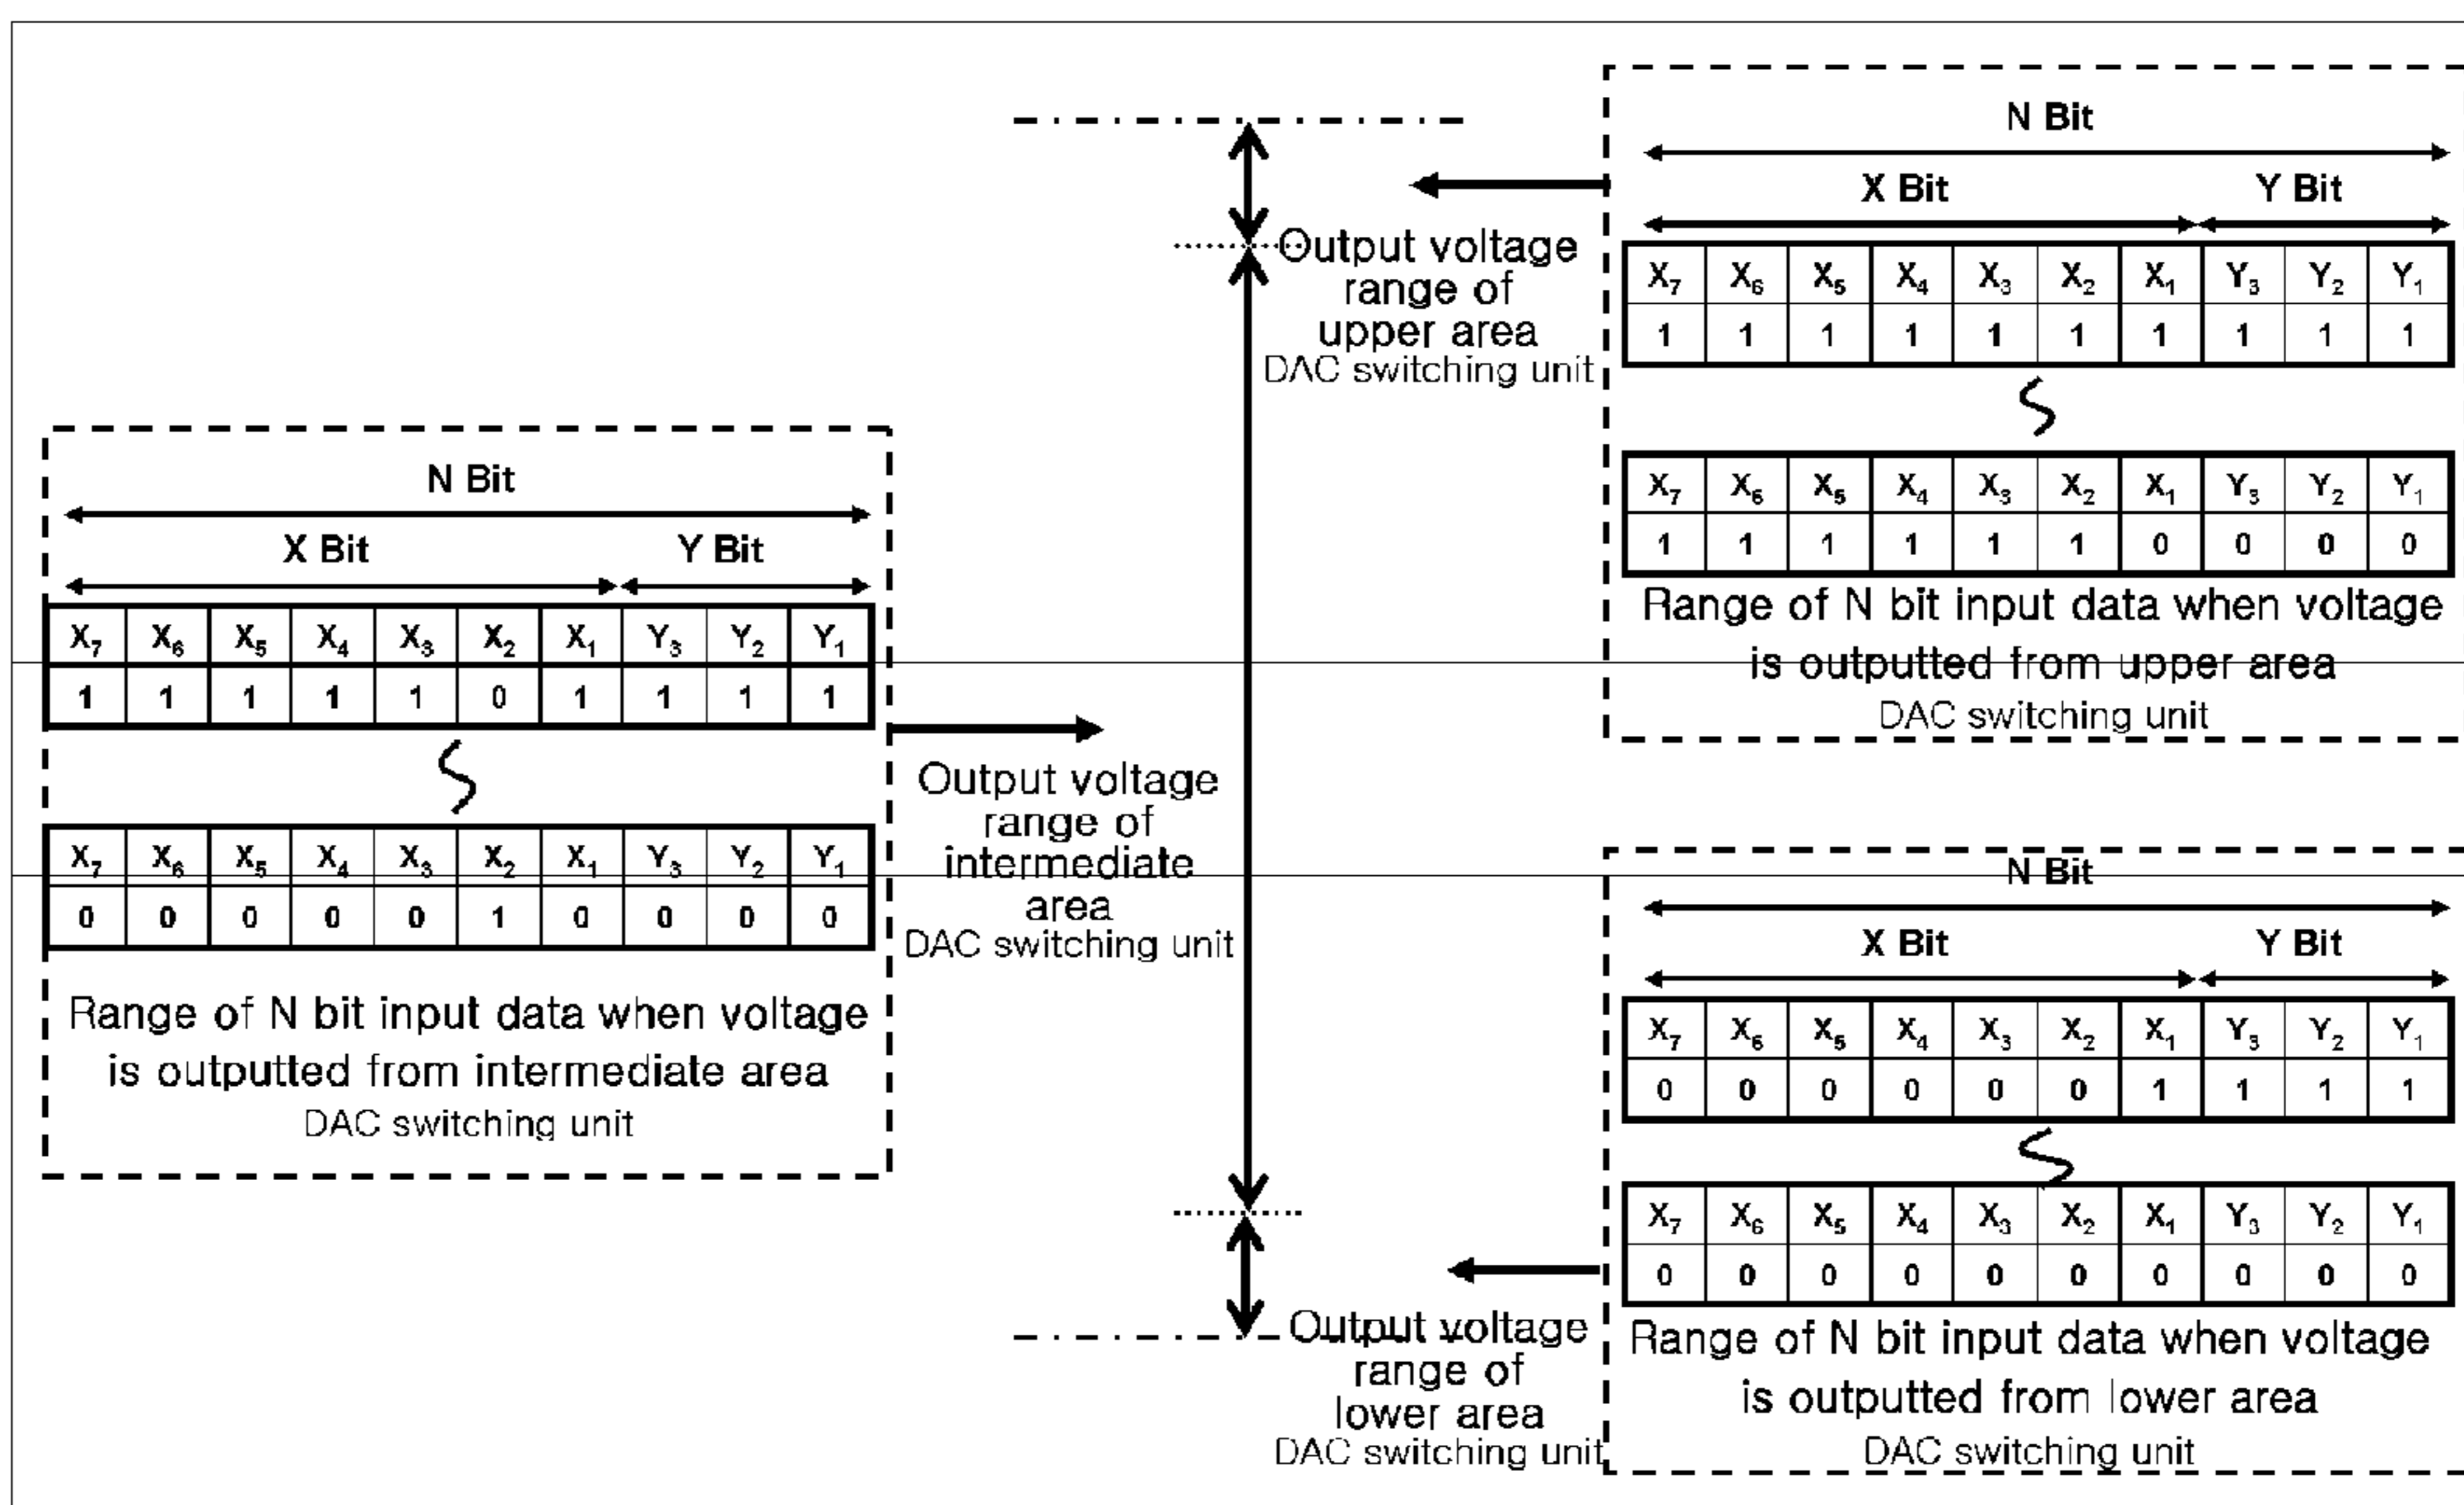 N Bit
X Bit Y Bit
X7 X6 X5 X4 X3 X2 X1 Y3 Y2 Y1
1 1 1 1 1 0 1 1 1 1
X7 X6 X5 X4 X3 X2 X1 Y3 Y2 Y1
0 0 0 0 0 1 0 0 0 0
Range of N bit input data when voltage
is outputted from intermediate area
DAC switching unit
Output voltage
range of
intermediate
area
DAC switching unit
Output voltage
range of
upper area
DAC switching unit
N Bit
X Bit Y Bit
X7 X6 X5 X4 X3 X2 X1 Y3 Y2 Y1
1 1 1 1 1 1 1 1 1 1
X7 X6 X5 X4 X3 X2 X1 Y3 Y2 Y1
1 1 1 1 1 1 0 0 0 0
Range of N bit input data when voltage
is outputted from upper area
DAC switching unit
N Bit
X Bit Y Bit
X7 X6 X5 X4 X3 X2 X1 Y3 Y2 Y1
0 0 0 0 0 0 1 1 1 1
X7 X6 X5 X4 X3 X2 X1 Y3 Y2 Y1
0 0 0 0 0 0 0 0 0 0
Range of N bit input data when voltage
is outputted from lower area
DAC switching unit
Output voltage
range of
lower area
DAC switching unit